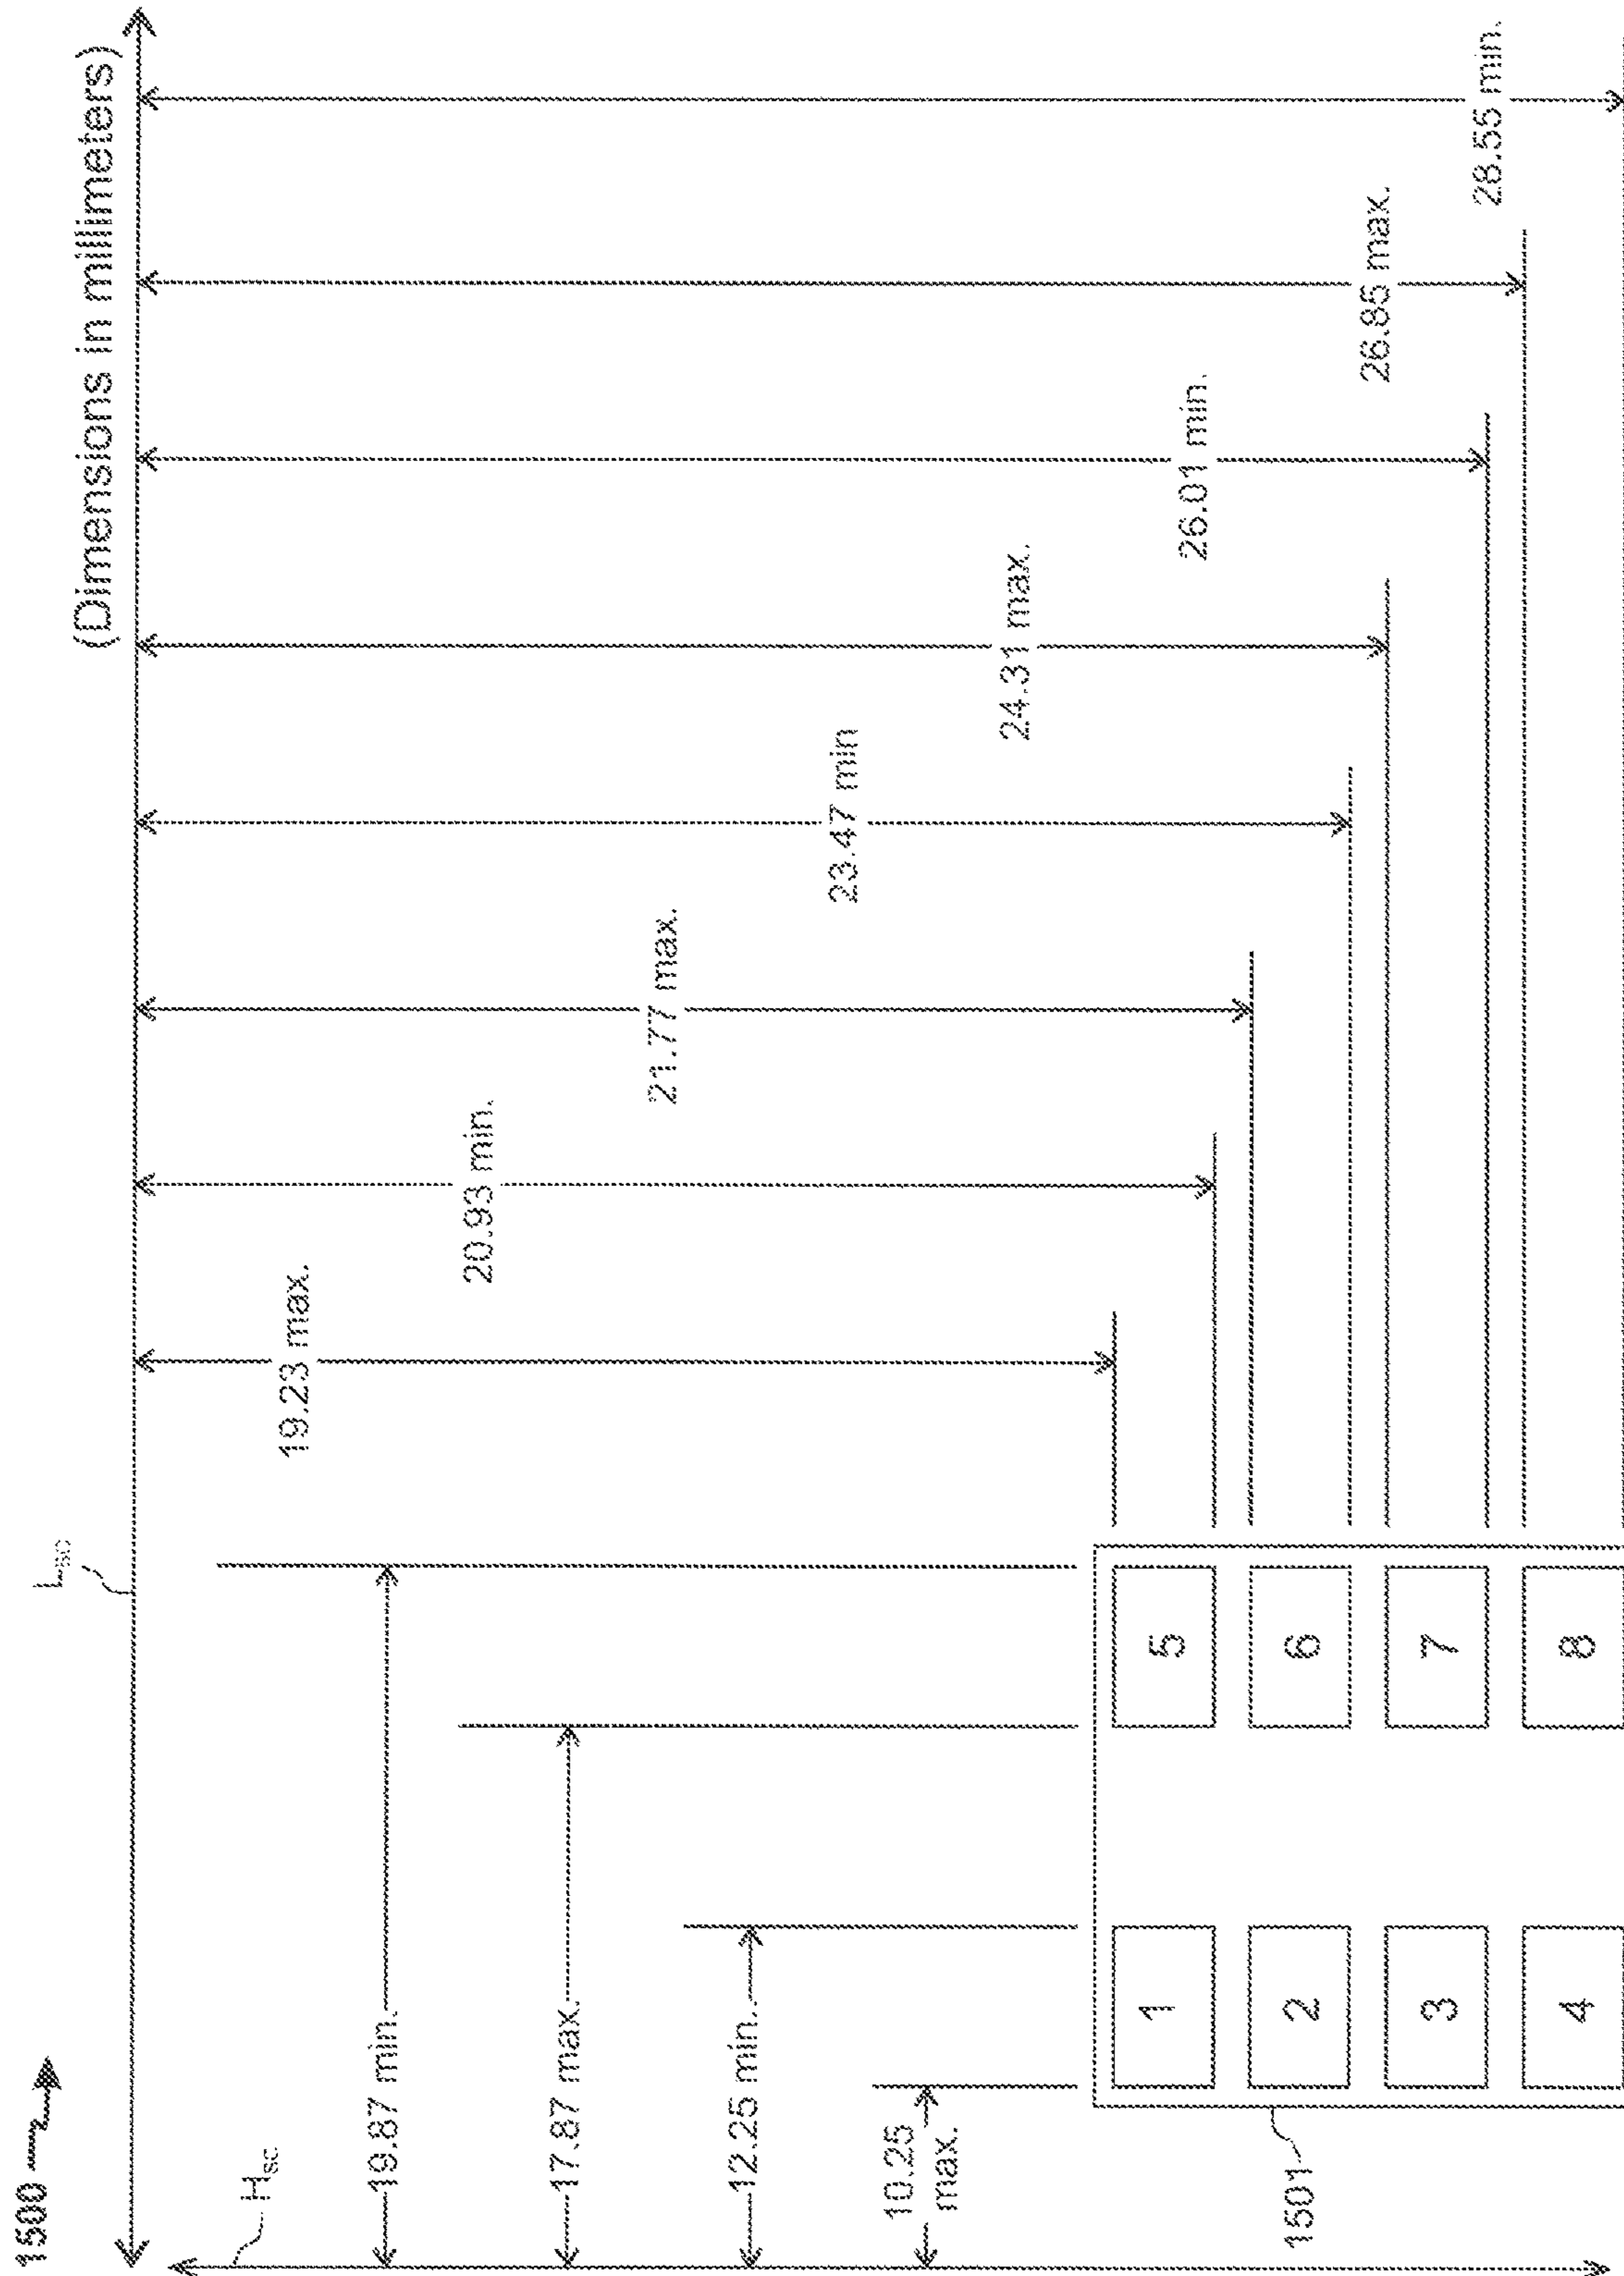 1500
(Dimensions in millimeters)
Lsc
Hsc
19.87 min.
17.87 max.
12.25 min.
10.25
max.
19.23 max.
20.93 min.
21.77 max.
23.47 min
24.31 max.
26.01 min.
26.85 max.
28.55 min.
1501
1
5
2
6
3
7
4
8